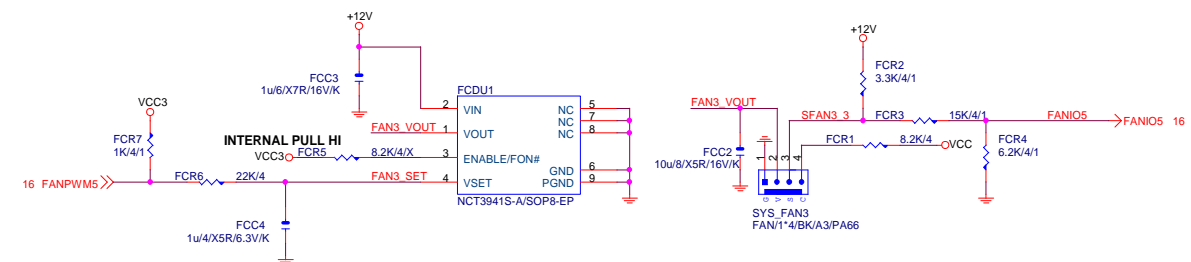 +12V
FCC3
1u/6/X7R/16V/K
FCDU1
2 VIN NC 5
NC 7
FAN3_VOUT 1 VOUT NC 8
VCC3
FCR7
1K/4/1
INTERNAL PULL HI
VCC3 FCR5 8.2K/4/X 3 ENABLE/FON#
GND 6
16 FANPWM5 FCR6 22K/4 FAN3_SET 4 VSET PGND 9
NCT3941S-A/SOP8-EP
FCC4
1u/4/X5R/6.3V/K
+12V
FCR2
3.3K/4/1
FAN3_VOUT
SFAN3_3 FCR3 15K/4/1 FANIO5 FANIO5 16
FCR1 8.2K/4 VCC
FCR4
6.2K/4/1
FCC2
10u/8/X5R/16V/K
1 2 3 4
G V S C
SYS_FAN3
FAN/1*4/BK/A3/PA66